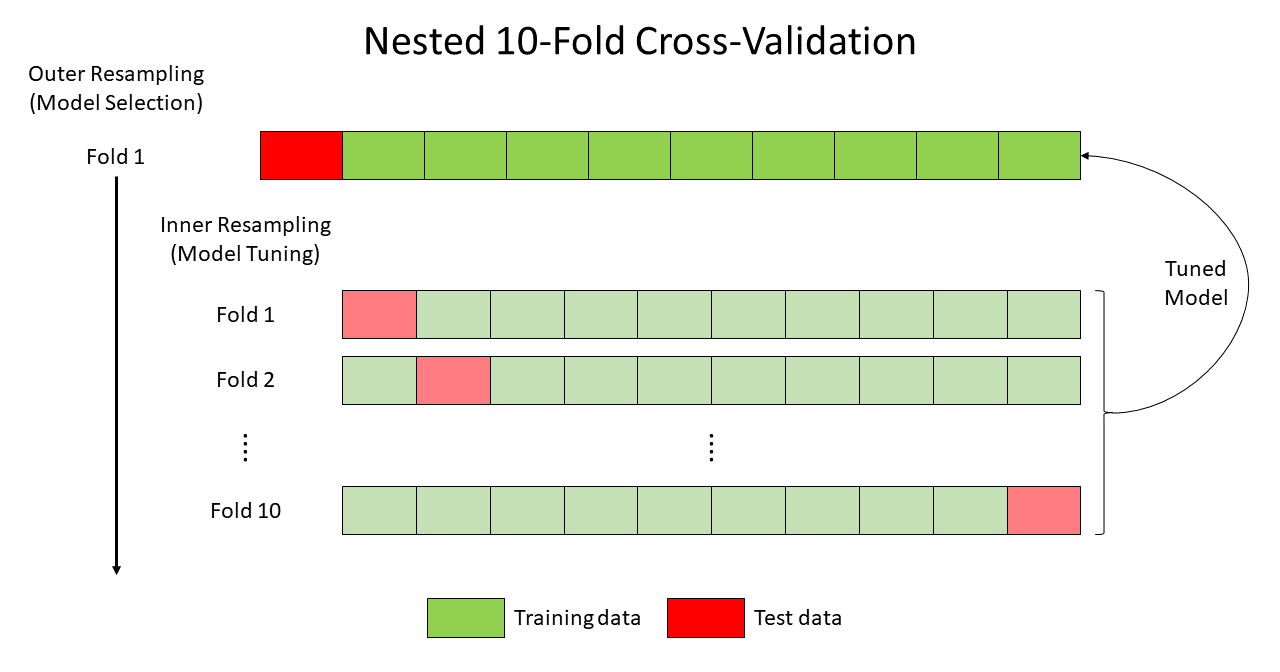 Nested 10-Fold Cross-Validation
Outer Resampling
(Model Selection)
Fold 1
Inner Resampling
(Model Tuning)
Fold 1
Fold 2
Fold 10
Tuned
Model
Training data
Test data